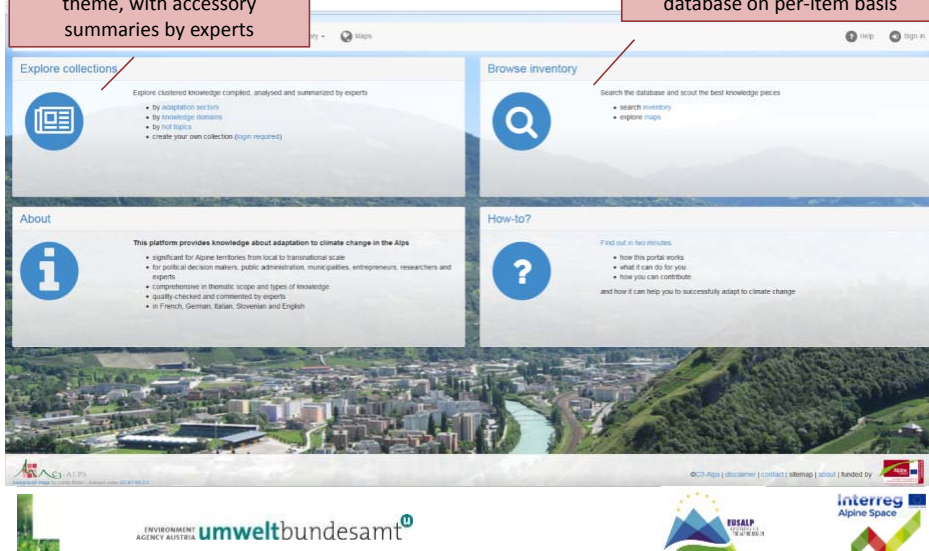 theme, with accessory
summaries by experts
database on per-item basis
Maps
Help
Sign in
Explore collections
Explore clustered knowledge compiled, analysed and summarized by experts
• by adaptation sectors
• by knowledge domains
• by hot topics
• create your own collection (login required)
Browse inventory
Search the database and scout the best knowledge pieces
• search inventory
• explore maps
About
This platform provides knowledge about adaptation to climate change in the Alps
• significant for Alpine territories from local to transnational scale
• for political decision makers, public administration, municipalities, entrepreneurs, researchers and
experts
• comprehensive in thematic scope and types of knowledge
• quality-checked and commented by experts
• in French, German, Italian, Slovenian and English
How-to?
Find out in two minutes
• how this portal works
• what it can do for you
• how you can contribute
and how it can help you to successfully adapt to climate change
C3-ALPS
©C3-Alps | disclaimer | contact | sitemap | about | funded by
ENVIRONMENT
AGENCY AUSTRIA umweltbundesamt
EUSALP
Interreg
Alpine Space